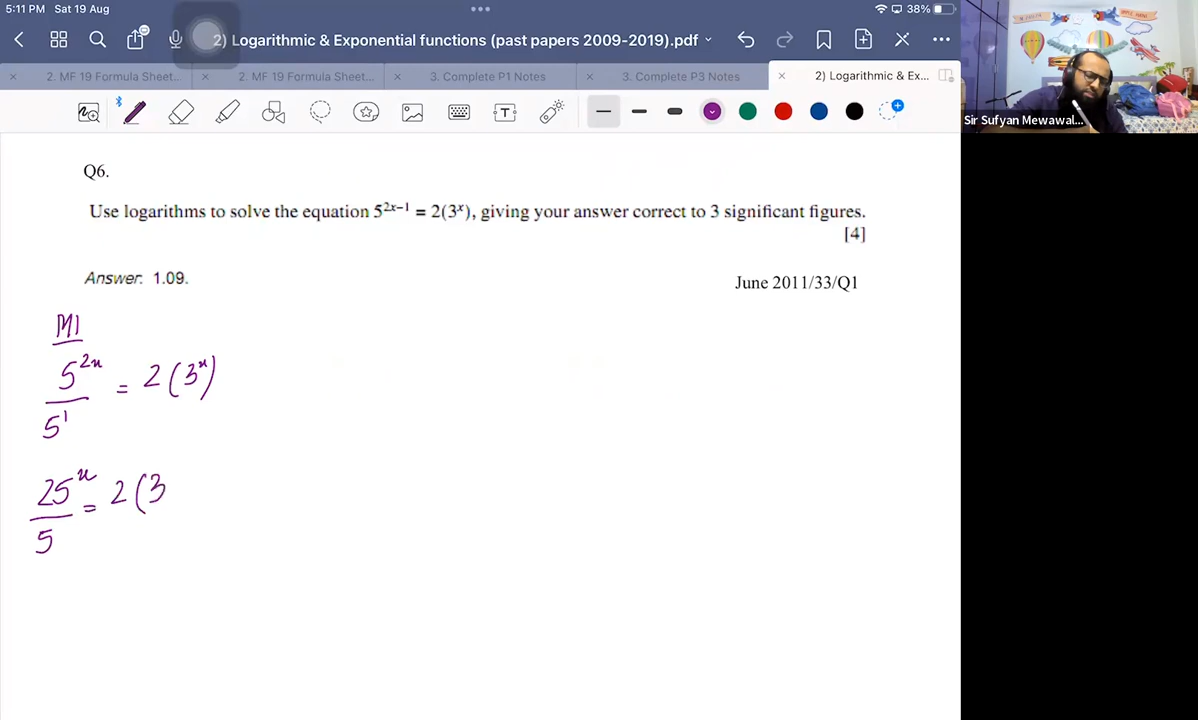 5:11 PM Sat 19 Aug
38%
2) Logarithmic & Exponential functions (past papers 2009-2019).pdf
2. MF 19 Formula Sheet...
2. MF 19 Formula Sheet...
3. Complete P1 Notes
3. Complete P3 Notes
2) Logarithmic & Ex...
T
Sir Sufyan Mewawal...
Q6.
Use logarithms to solve the equation 5^{2x−1} = 2(3^x), giving your answer correct to 3 significant figures.
[4]
Answer. 1.09.
June 2011/33/Q1
M1
5^{2x}/5^1 = 2(3^x)
25^x/5 = 2(3